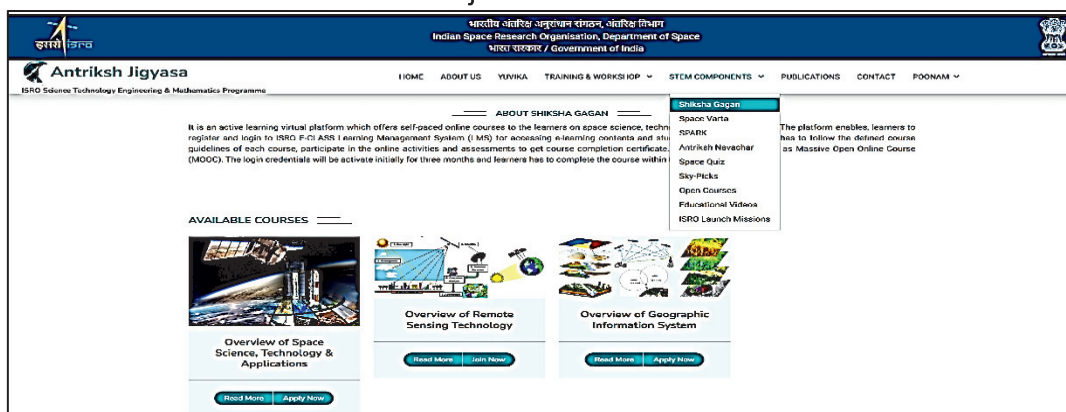 भारतीय अंतरिक्ष अनुसंधान संगठन, अंतरिक्ष विभाग
Indian Space Research Organisation, Department of Space
भारत सरकार / Government of India
इसरो isro
Antriksh Jigyasa
ISRO Science Technology Engineering & Mathematics Programme
HOME ABOUT US YUVIKA TRAINING & WORKSHOP STEM COMPONENTS PUBLICATIONS CONTACT POONAM
Shiksha Gagan
Space Varta
SPARK
Antriksh Navachar
Space Quiz
Sky-Picks
Open Courses
Educational Videos
ISRO Launch Missions
ABOUT SHIKSHA GAGAN
It is an active learning virtual platform which offers self-paced online courses to the learners on space science, techn The platform enables, learners to
register and login to ISRO E-CLASS Learning Management System (LMS) for accessing e-learning contents and stu has to follow the defined course
guidelines of each course, participate in the online activities and assessments to get course completion certificate. as Massive Open Online Course
(MOOC). The login credentials will be activate initially for three months and learners has to complete the course within
AVAILABLE COURSES
Overview of Space
Science, Technology &
Applications
Read More Apply Now
Overview of Remote
Sensing Technology
Read More Join Now
Overview of Geographic
Information System
Read More Apply Now